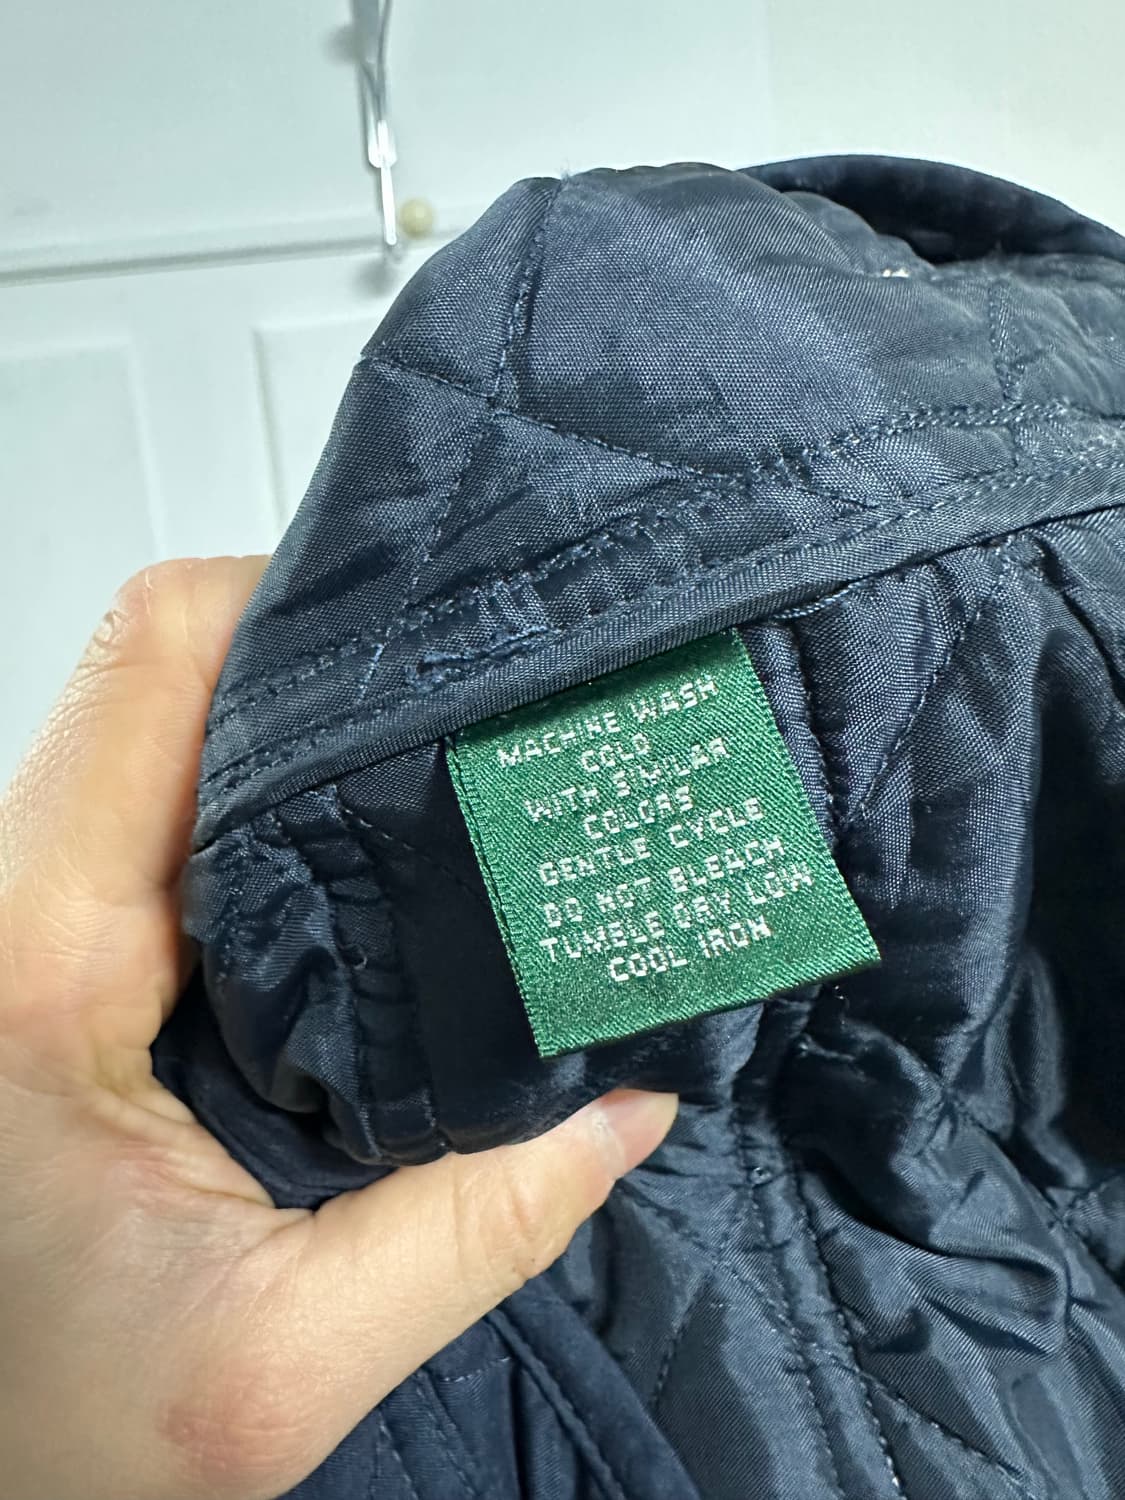 MACHINE WASH
COLD
WITH SIMILAR
COLORS
GENTLE CYCLE
DO NOT BLEACH
TUMBLE DRY LOW
COOL IRON